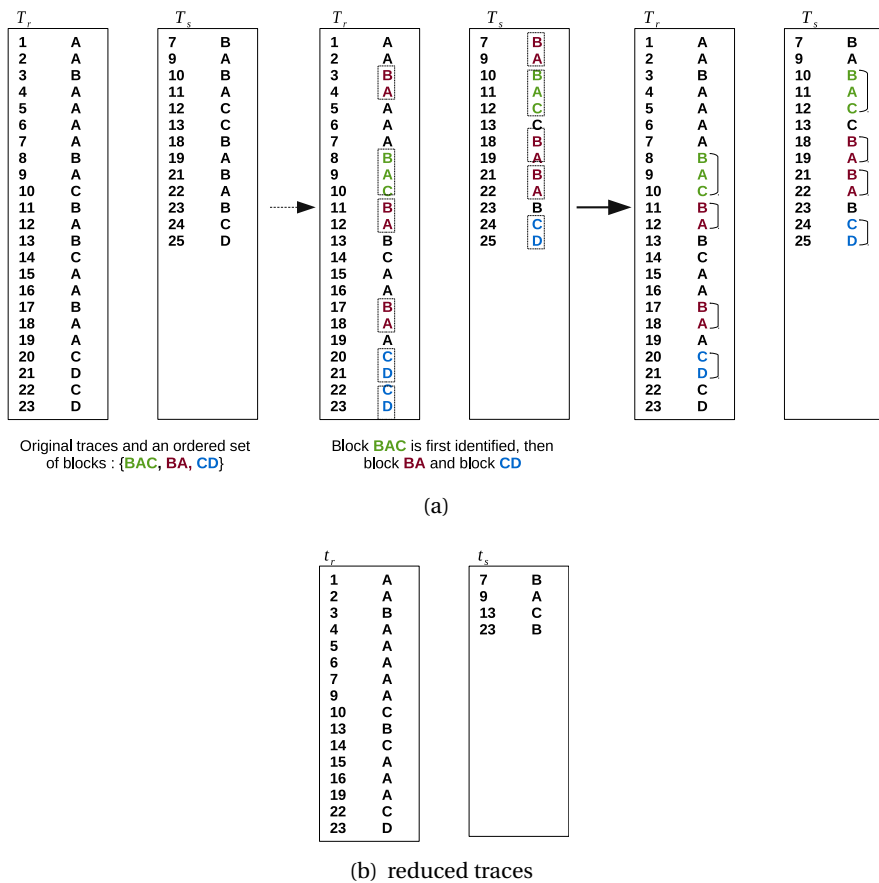 T_r
1 A
2 A
3 B
4 A
5 A
6 A
7 A
8 B
9 A
10 C
11 B
12 A
13 B
14 C
15 A
16 A
17 B
18 A
19 A
20 C
21 D
22 C
23 D
T_s
7 B
9 A
10 B
11 A
12 C
13 C
18 B
19 A
21 B
22 A
23 B
24 C
25 D
Original traces and an ordered set
of blocks : {BAC, BA, CD}
T_r
1 A
2 A
3 B
4 A
5 A
6 A
7 A
8 B
9 A
10 C
11 B
12 A
13 B
14 C
15 A
16 A
17 B
18 A
19 A
20 C
21 D
22 C
23 D
T_s
7 B
9 A
10 B
11 A
12 C
13 C
18 B
19 A
21 B
22 A
23 B
24 C
25 D
Block BAC is first identified, then
block BA and block CD
T_r
1 A
2 A
3 B
4 A
5 A
6 A
7 A
8 B
9 A
10 C
11 B
12 A
13 B
14 C
15 A
16 A
17 B
18 A
19 A
20 C
21 D
22 C
23 D
T_s
7 B
9 A
10 B
11 A
12 C
13 C
18 B
19 A
21 B
22 A
23 B
24 C
25 D
(a)
t_r
1 A
2 A
3 B
4 A
5 A
6 A
7 A
9 A
10 C
13 B
14 C
15 A
16 A
19 A
22 C
23 D
t_s
7 B
9 A
13 C
23 B
(b) reduced traces